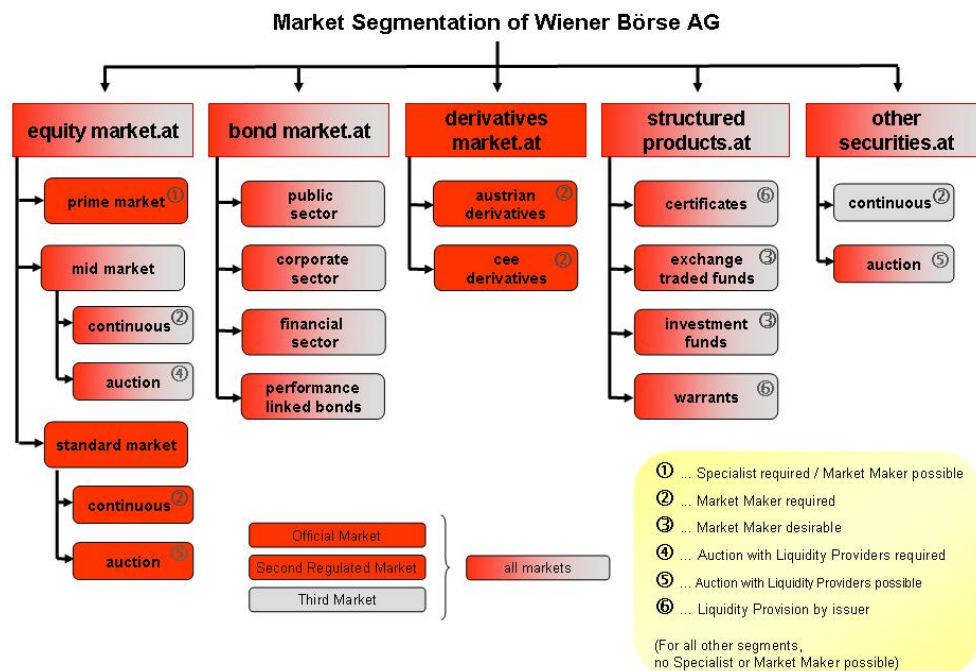 Market Segmentation of Wiener Börse AG
equity market.at
bond market.at
derivatives
market.at
structured
products.at
other
securities.at
prime market ①
mid market
continuous ②
auction ④
standard market
continuous ②
auction ⑤
public
sector
corporate
sector
financial
sector
performance
linked bonds
austrian ②
derivatives
cee ②
derivatives
certificates ⑥
exchange ③
traded funds
investment ③
funds
warrants ⑥
continuous ②
auction ⑤
Official Market
Second Regulated Market
Third Market
all markets
① ... Specialist required / Market Maker possible
② ... Market Maker required
③ ... Market Maker desirable
④ ... Auction with Liquidity Providers required
⑤ ... Auction with Liquidity Providers possible
⑥ ... Liquidity Provision by issuer
(For all other segments,
no Specialist or Market Maker possible)